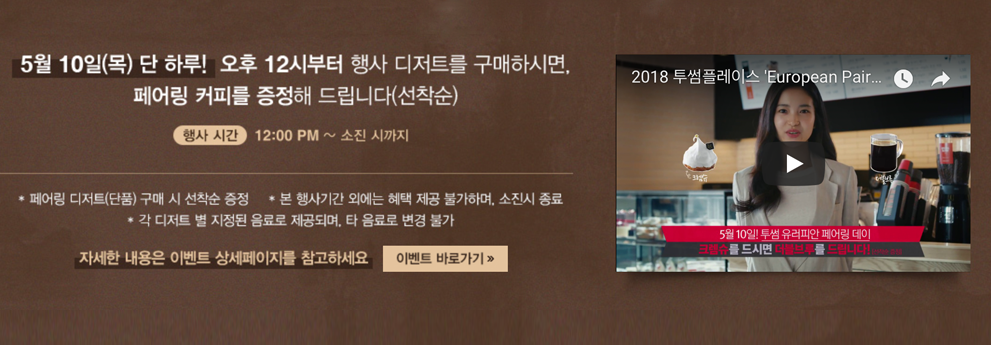 5월 10일(목) 단 하루! 오후 12시부터 행사 디저트를 구매하시면,
페어링 커피를 증정해 드립니다(선착순)
행사 시간 12:00 PM ~ 소진 시까지
* 페어링 디저트(단품) 구매 시 선착순 증정 * 본 행사기간 외에는 혜택 제공 불가하며, 소진시 종료
* 각 디저트 별 지정된 음료로 제공되며, 타 음료로 변경 불가
자세한 내용은 이벤트 상세페이지를 참고하세요 이벤트 바로가기 »
2018 투썸플레이스 'European Pair...
5월 10일! 투썸 유러피안 페어링 데이
크렘슈를 드시면 더블브루를 드립니다!